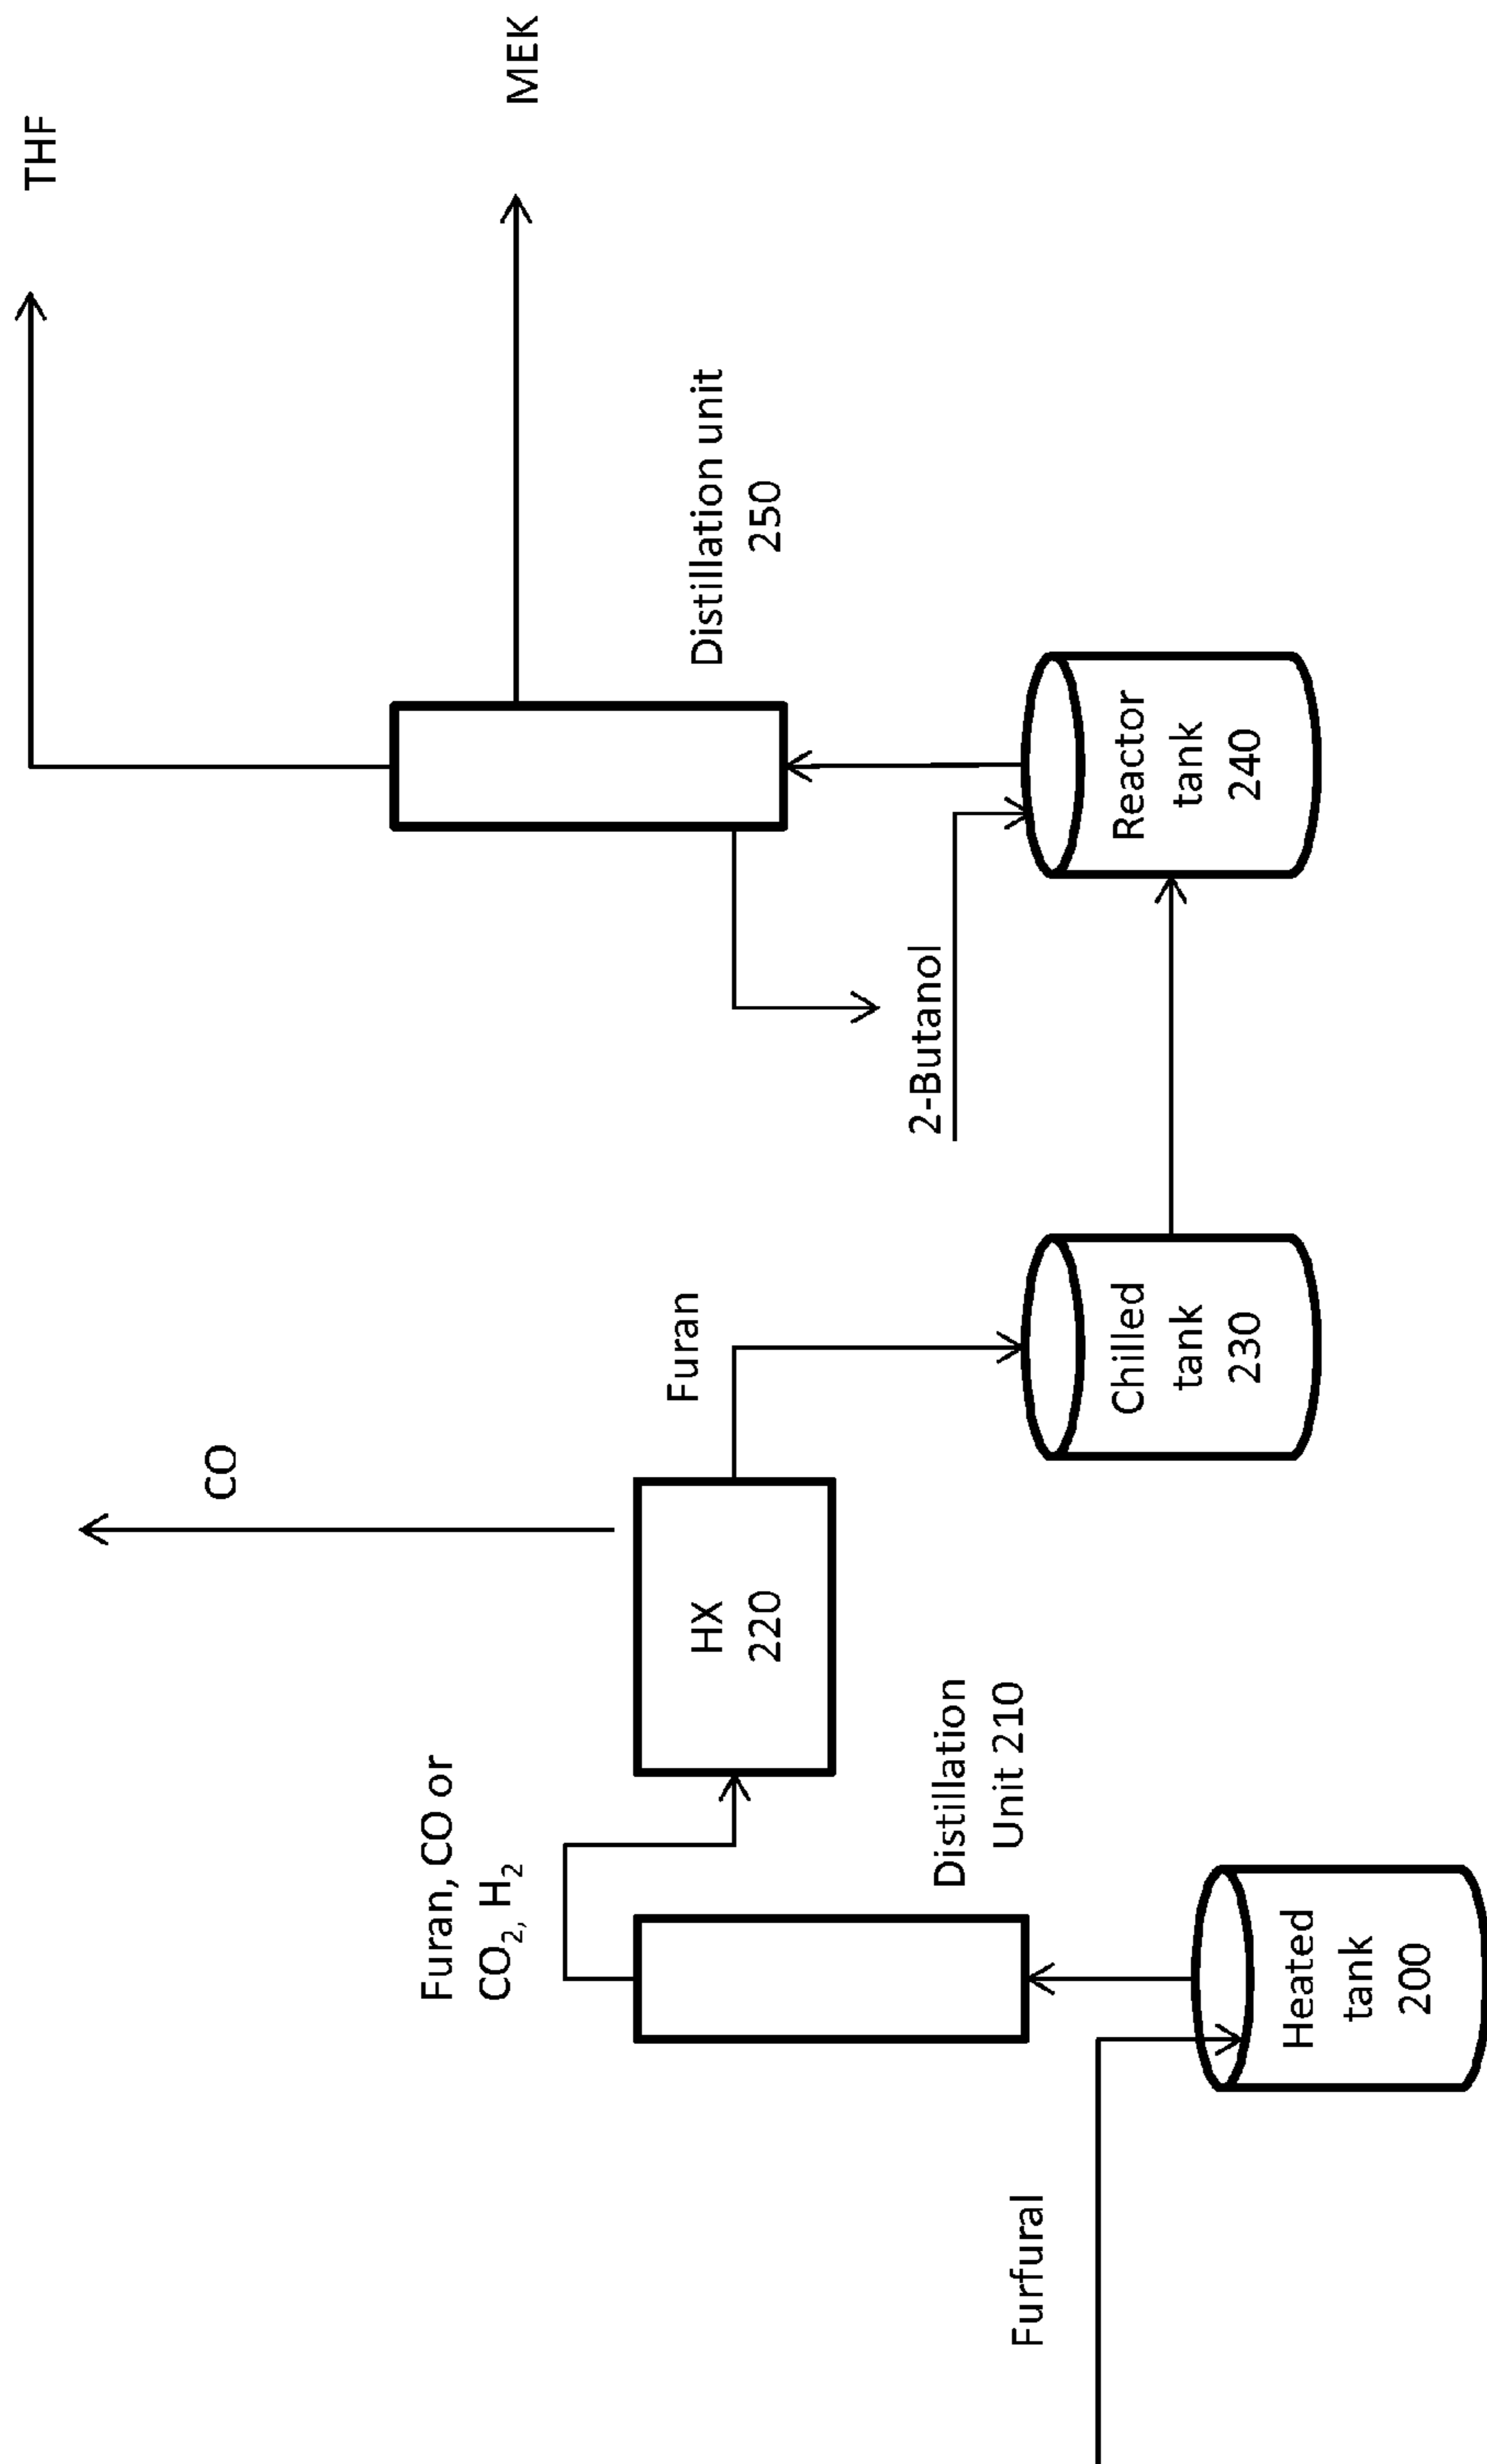 Furfural
Heated
tank
200
Distillation
Unit 210
Furan, CO or
CO₂, H₂
HX
220
CO
Furan
Chilled
tank
230
2-Butanol
Reactor
tank
240
Distillation unit
250
THF
MEK